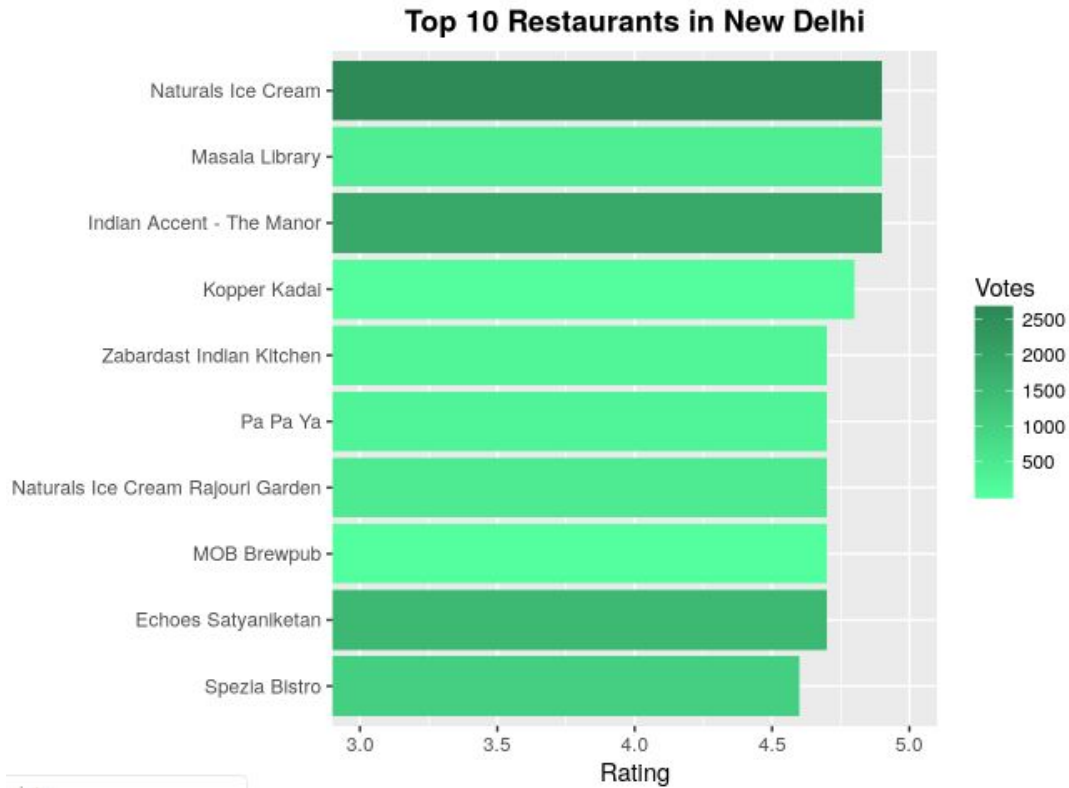 Top 10 Restaurants in New Delhi
Naturals Ice Cream
Masala Library
Indian Accent - The Manor
Kopper Kadai
Zabardast Indian Kitchen
Pa Pa Ya
Naturals Ice Cream Rajouri Garden
MOB Brewpub
Echoes Satyaniketan
Spezia Bistro
3.0 3.5 4.0 4.5 5.0
Rating
Votes
2500
2000
1500
1000
500